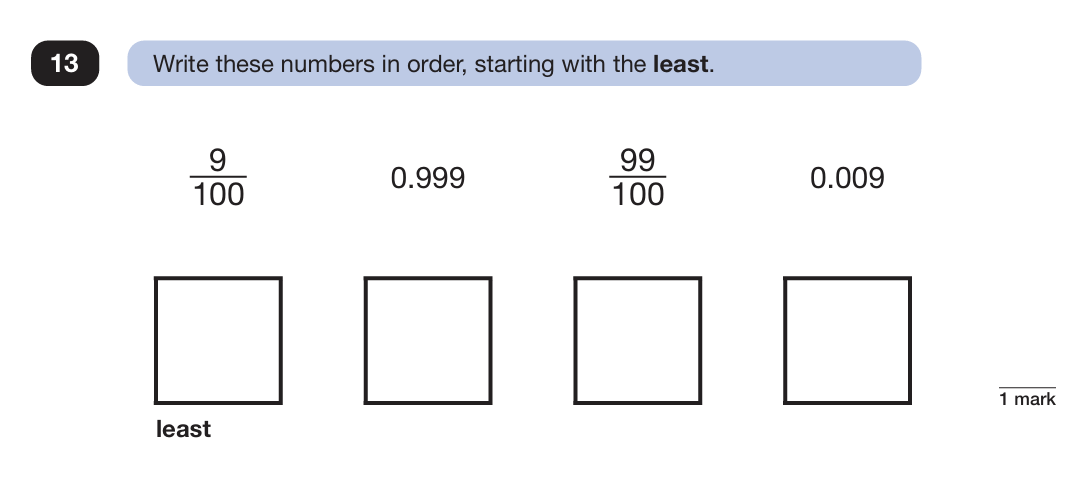 13 Write these numbers in order, starting with the least.
9/100 0.999 99/100 0.009
least
1 mark